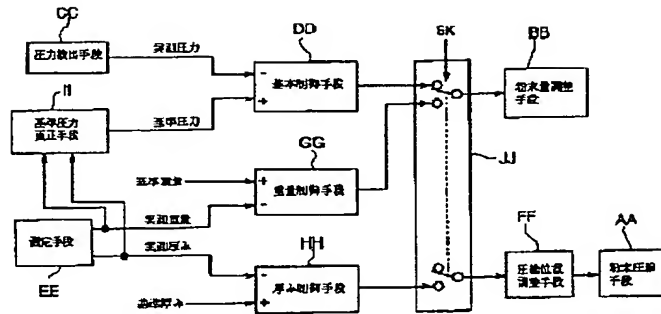 CC
圧力検出手段
実測圧力
DD
基本制御手段
SK
BB
粉末量調整
手段
II
基準圧力
直正手段
基準圧力
GG
基準重量
重量制御手段
JJ
実測重量
測定手段
EE
実測厚み
HH
厚み制御手段
基準厚み
FF
圧縮位置
調整手段
AA
粉末圧縮
手段